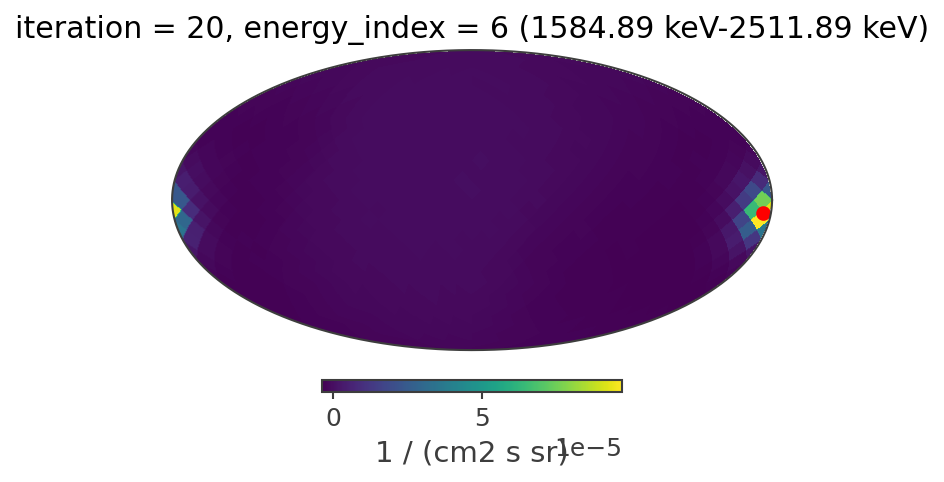 iteration = 20, energy_index = 6 (1584.89 keV-2511.89 keV)
0 5
1 / (cm2 s sr) 1e−5